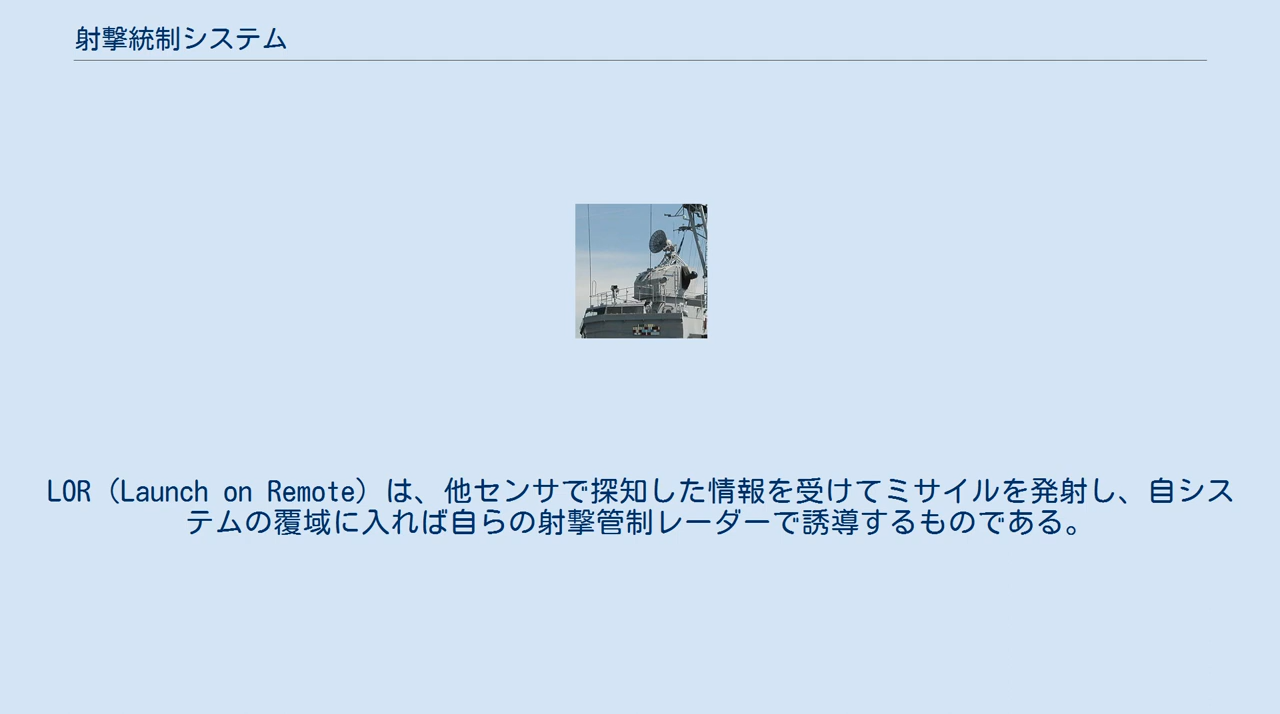 射撃統制システム
LOR（Launch on Remote）は、他センサで探知した情報を受けてミサイルを発射し、自シス
テムの覆域に入れば自らの射撃管制レーダーで誘導するものである。